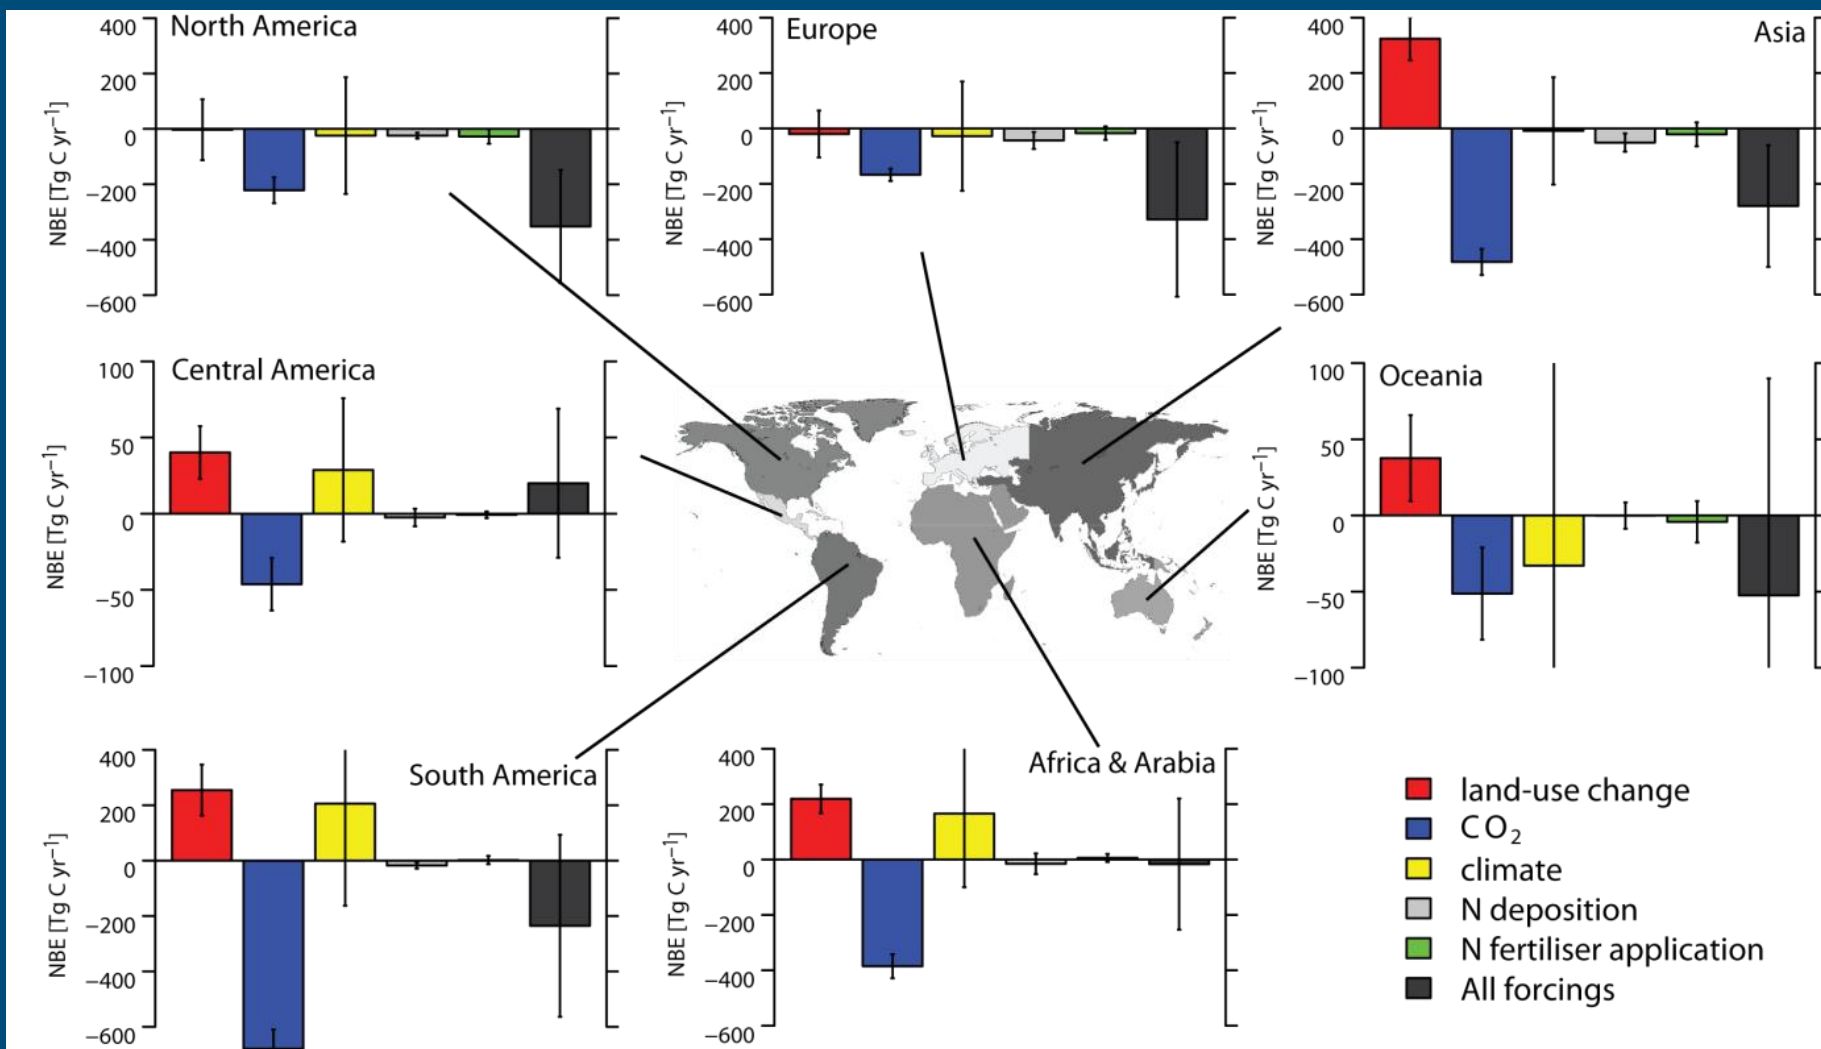 North America
400
200
0
−200
−400
−600
NBE [Tg C yr⁻¹]
Europe
400
200
0
−200
−400
−600
NBE [Tg C yr⁻¹]
Asia
400
200
0
−200
−400
−600
NBE [Tg C yr⁻¹]
Central America
100
50
0
−50
−100
NBE [Tg C yr⁻¹]
Oceania
100
50
0
−50
−100
NBE [Tg C yr⁻¹]
South America
400
200
0
−200
−400
−600
NBE [Tg C yr⁻¹]
Africa & Arabia
400
200
0
−200
−400
−600
NBE [Tg C yr⁻¹]
land-use change
CO₂
climate
N deposition
N fertiliser application
All forcings